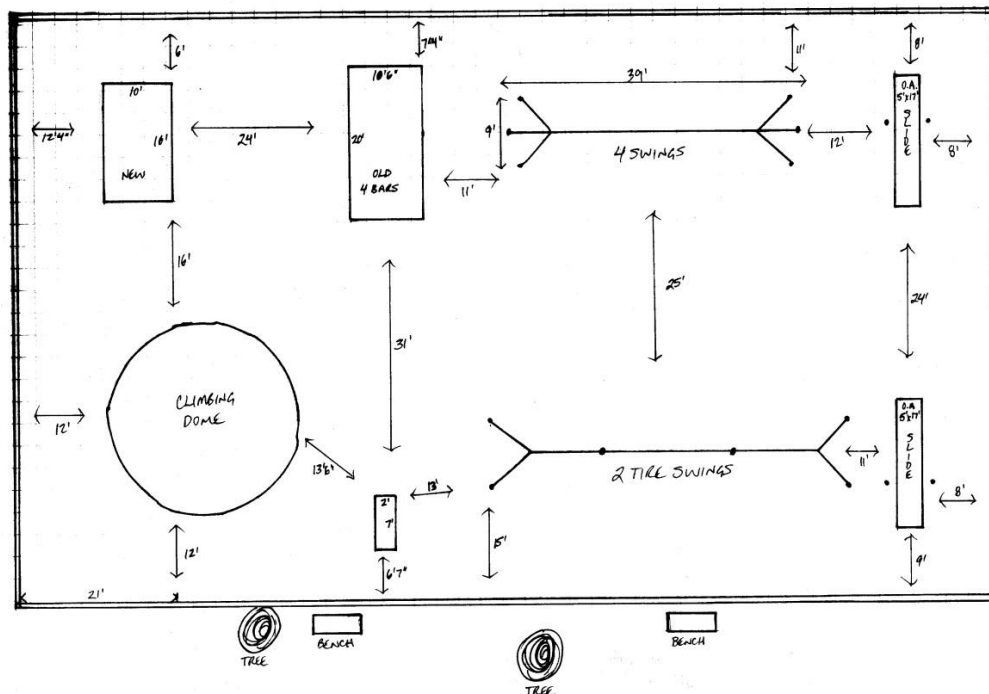 6'
7'4"
11'
8'
39'
10'
10'6"
O.A.
5'x17'
SLIDE
12'4"
16'
24'
20'
9'
12'
8'
NEW
OLD
4 BARS
4 SWINGS
11'
16'
25'
24'
31'
CLIMBING
DOME
12'
O.A.
5'x17'
SLIDE
13'6"
2 TIRE SWINGS
11'
13'
2'
7'
8'
15'
12'
6'7"
9'
21'
TREE
BENCH
BENCH
TREE